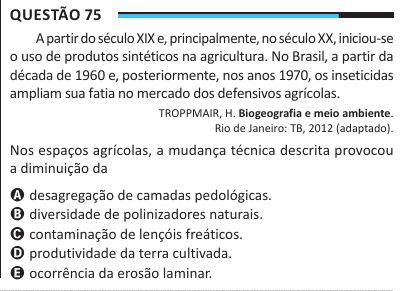 QUESTÃO 75
A partir do século XIX e, principalmente, no século XX, iniciou-se
o uso de produtos sintéticos na agricultura. No Brasil, a partir da
década de 1960 e, posteriormente, nos anos 1970, os inseticidas
ampliam sua fatia no mercado dos defensivos agrícolas.
TROPPMAIR, H. Biogeografia e meio ambiente.
Rio de Janeiro: TB, 2012 (adaptado).
Nos espaços agrícolas, a mudança técnica descrita provocou
a diminuição da
A desagregação de camadas pedológicas.
B diversidade de polinizadores naturais.
C contaminação de lençóis freáticos.
D produtividade da terra cultivada.
E ocorrência da erosão laminar.